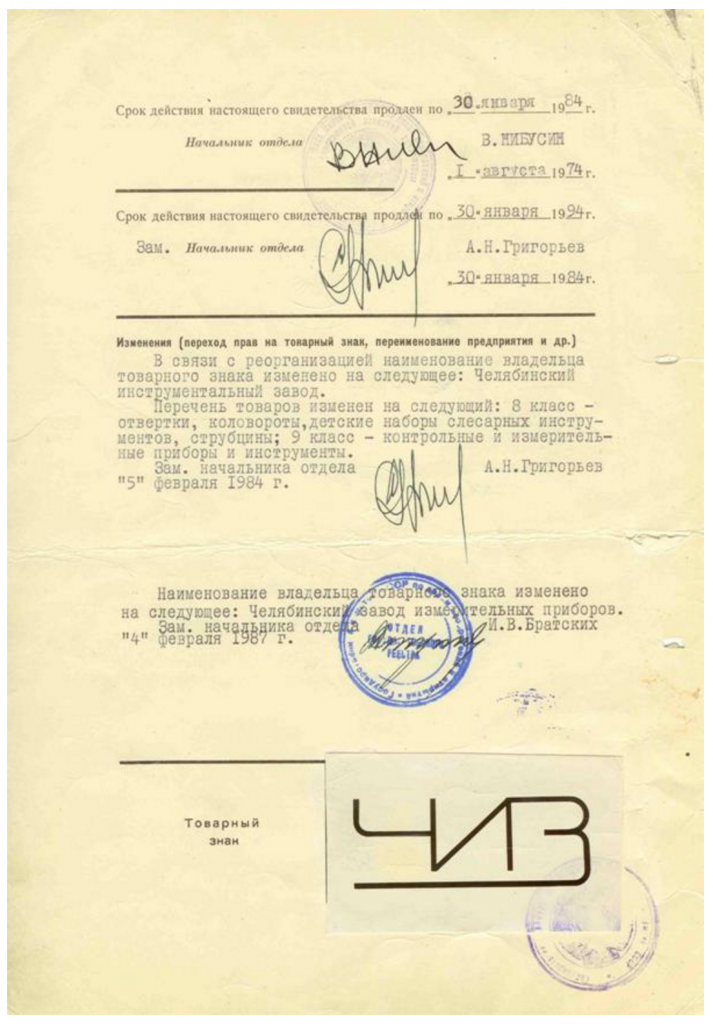 Срок действия настоящего свидетельства продлен по „30“ января 1984 г.
Начальник отдела В.МИБУСИН
„I“ августа 1974 г.
Срок действия настоящего свидетельства продлен по „30“ января 1994 г.
Зам. Начальник отдела А.Н.Григорьев
„30“ января 1984 г.
Изменения (переход прав на товарный знак, переименование предприятия и др.)
В связи с реорганизацией наименование владельца
товарного знака изменено на следующее: Челябинский
инструментальный завод.
Перечень товаров изменен на следующий: 8 класс -
отвертки, коловороты,детские наборы слесарных инстру-
ментов, струбцины; 9 класс - контрольные и измеритель-
ные приборы и инструменты.
Зам. начальника отдела А.Н.Григорьев
"5" февраля I984 г.
Наименование владельца товарного знака изменено
на следующее: Челябинский завод измерительных приборов.
Зам. начальника отдела И.В.Братских
"4" февраля I987 г.
ОТДЕЛ
Товарный
знак
ЧИЗ